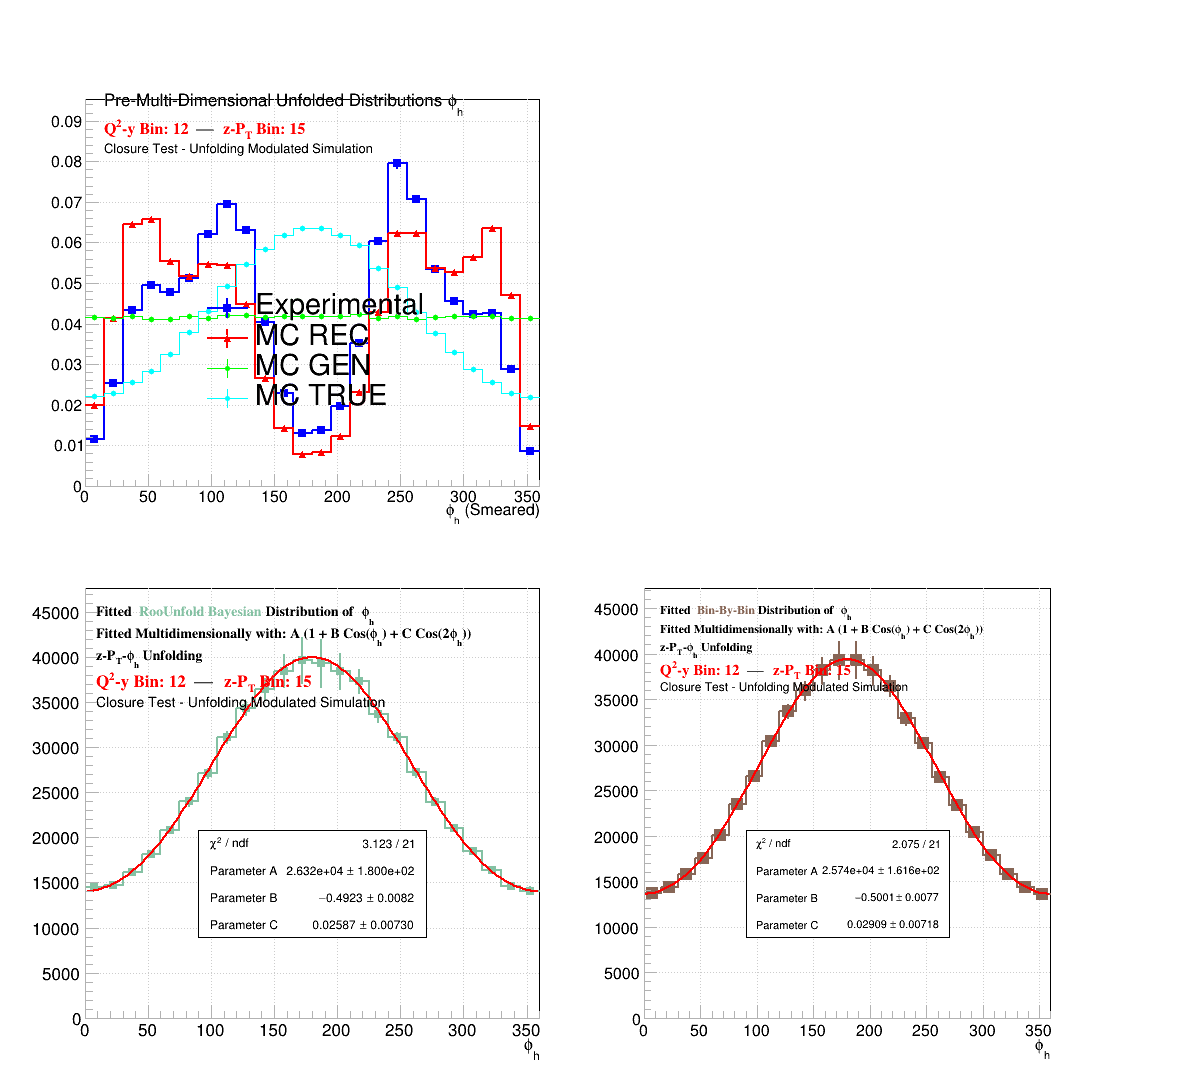 Pre-Multi-Dimensional Unfolded Distributions ϕh
Q2-y Bin: 12 — z-PT Bin: 15
Closure Test - Unfolding Modulated Simulation
0.09
0.08
0.07
0.06
0.05
0.04
0.03
0.02
0.01
0
Experimental
MC REC
MC GEN
MC TRUE
0 50 100 150 200 250 300 350
ϕh (Smeared)
Fitted RooUnfold Bayesian Distribution of ϕh
Fitted Multidimensionally with: A (1 + B Cos(ϕh) + C Cos(2ϕh))
z-PT-ϕh Unfolding
Q2-y Bin: 12 — z-PT Bin: 15
Closure Test - Unfolding Modulated Simulation
45000
40000
35000
30000
25000
20000
15000
10000
5000
0
χ2 / ndf 3.123 / 21
Parameter A 2.632e+04 ± 1.800e+02
Parameter B −0.4923 ± 0.0082
Parameter C 0.02587 ± 0.00730
0 50 100 150 200 250 300 350
ϕh
Fitted Bin-By-Bin Distribution of ϕh
Fitted Multidimensionally with: A (1 + B Cos(ϕh) + C Cos(2ϕh))
z-PT-ϕh Unfolding
Q2-y Bin: 12 — z-PT Bin: 15
Closure Test - Unfolding Modulated Simulation
45000
40000
35000
30000
25000
20000
15000
10000
5000
0
χ2 / ndf 2.075 / 21
Parameter A 2.574e+04 ± 1.616e+02
Parameter B −0.5001 ± 0.0077
Parameter C 0.02909 ± 0.00718
0 50 100 150 200 250 300 350
ϕh